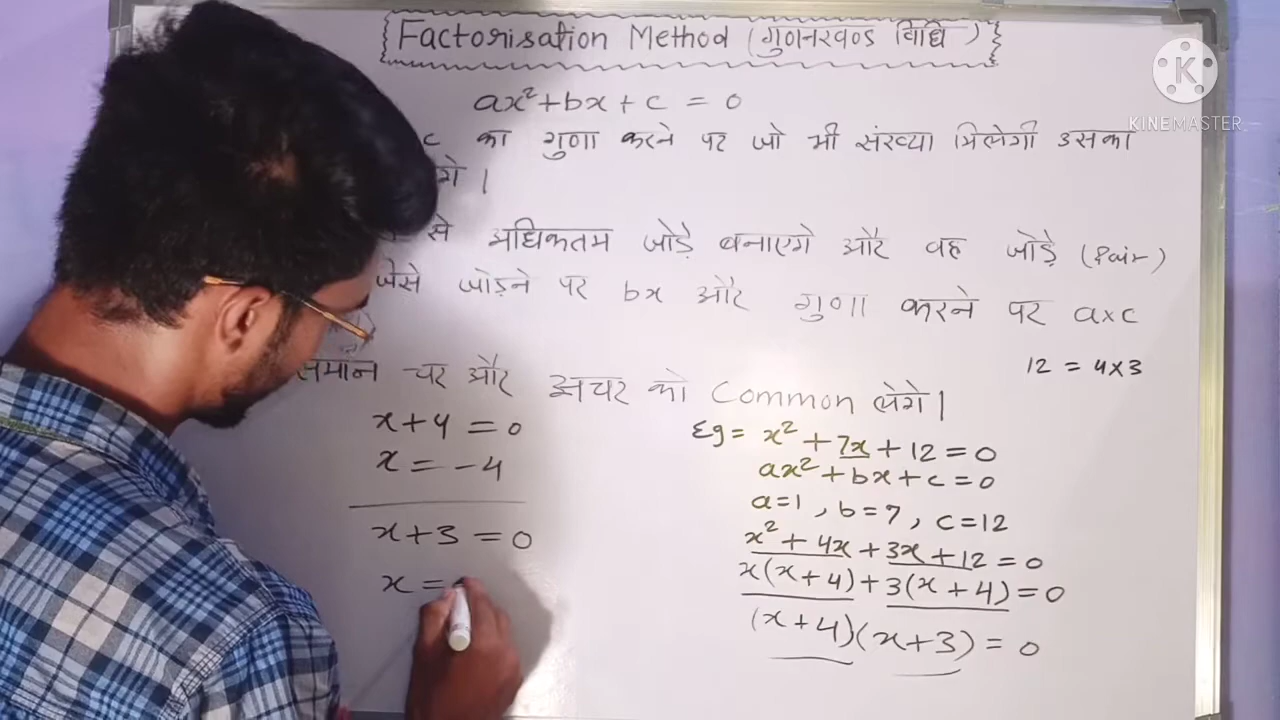 Factorisation Method (गुणनखण्ड विधि)
ax²+bx+c = 0
c का गुणा करने पर जो भी संख्या मिलेगी उसका
गे।
से अधिकतम जोड़े बनाएगे और वह जोड़े (Pair)
जैसे जोड़ने पर bx और गुणा करने पर axc
12 = 4×3
समान चर और अचर को Common लेगे।
x+4 = 0
x = -4
x+3 = 0
x =
Eg = x² + 7x + 12 = 0
ax² + bx + c = 0
a=1, b=7, c=12
x² + 4x + 3x + 12 = 0
x(x+4) + 3(x+4) = 0
(x+4)(x+3) = 0
K
KINEMASTER